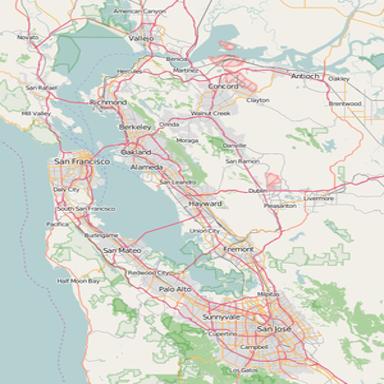 American Canyon
Novato
Vallejo
Benicia
Hercules
Martinez
Antioch
Oakley
San Rafael
Concord
Richmond
Clayton
Brentwood
Mill Valley
Walnut Creek
Berkeley
Orinda
Moraga
Danville
Oakland
San Francisco
Alameda
San Ramon
San Leandro
Daly City
Dublin
Livermore
Hayward
Pleasanton
South San Francisco
Pacifica
Union City
Burlingame
San Mateo
Fremont
Redwood City
Half Moon Bay
Palo Alto
Milpitas
Sunnyvale
San Jose
Cupertino
Campbell
Los Gatos